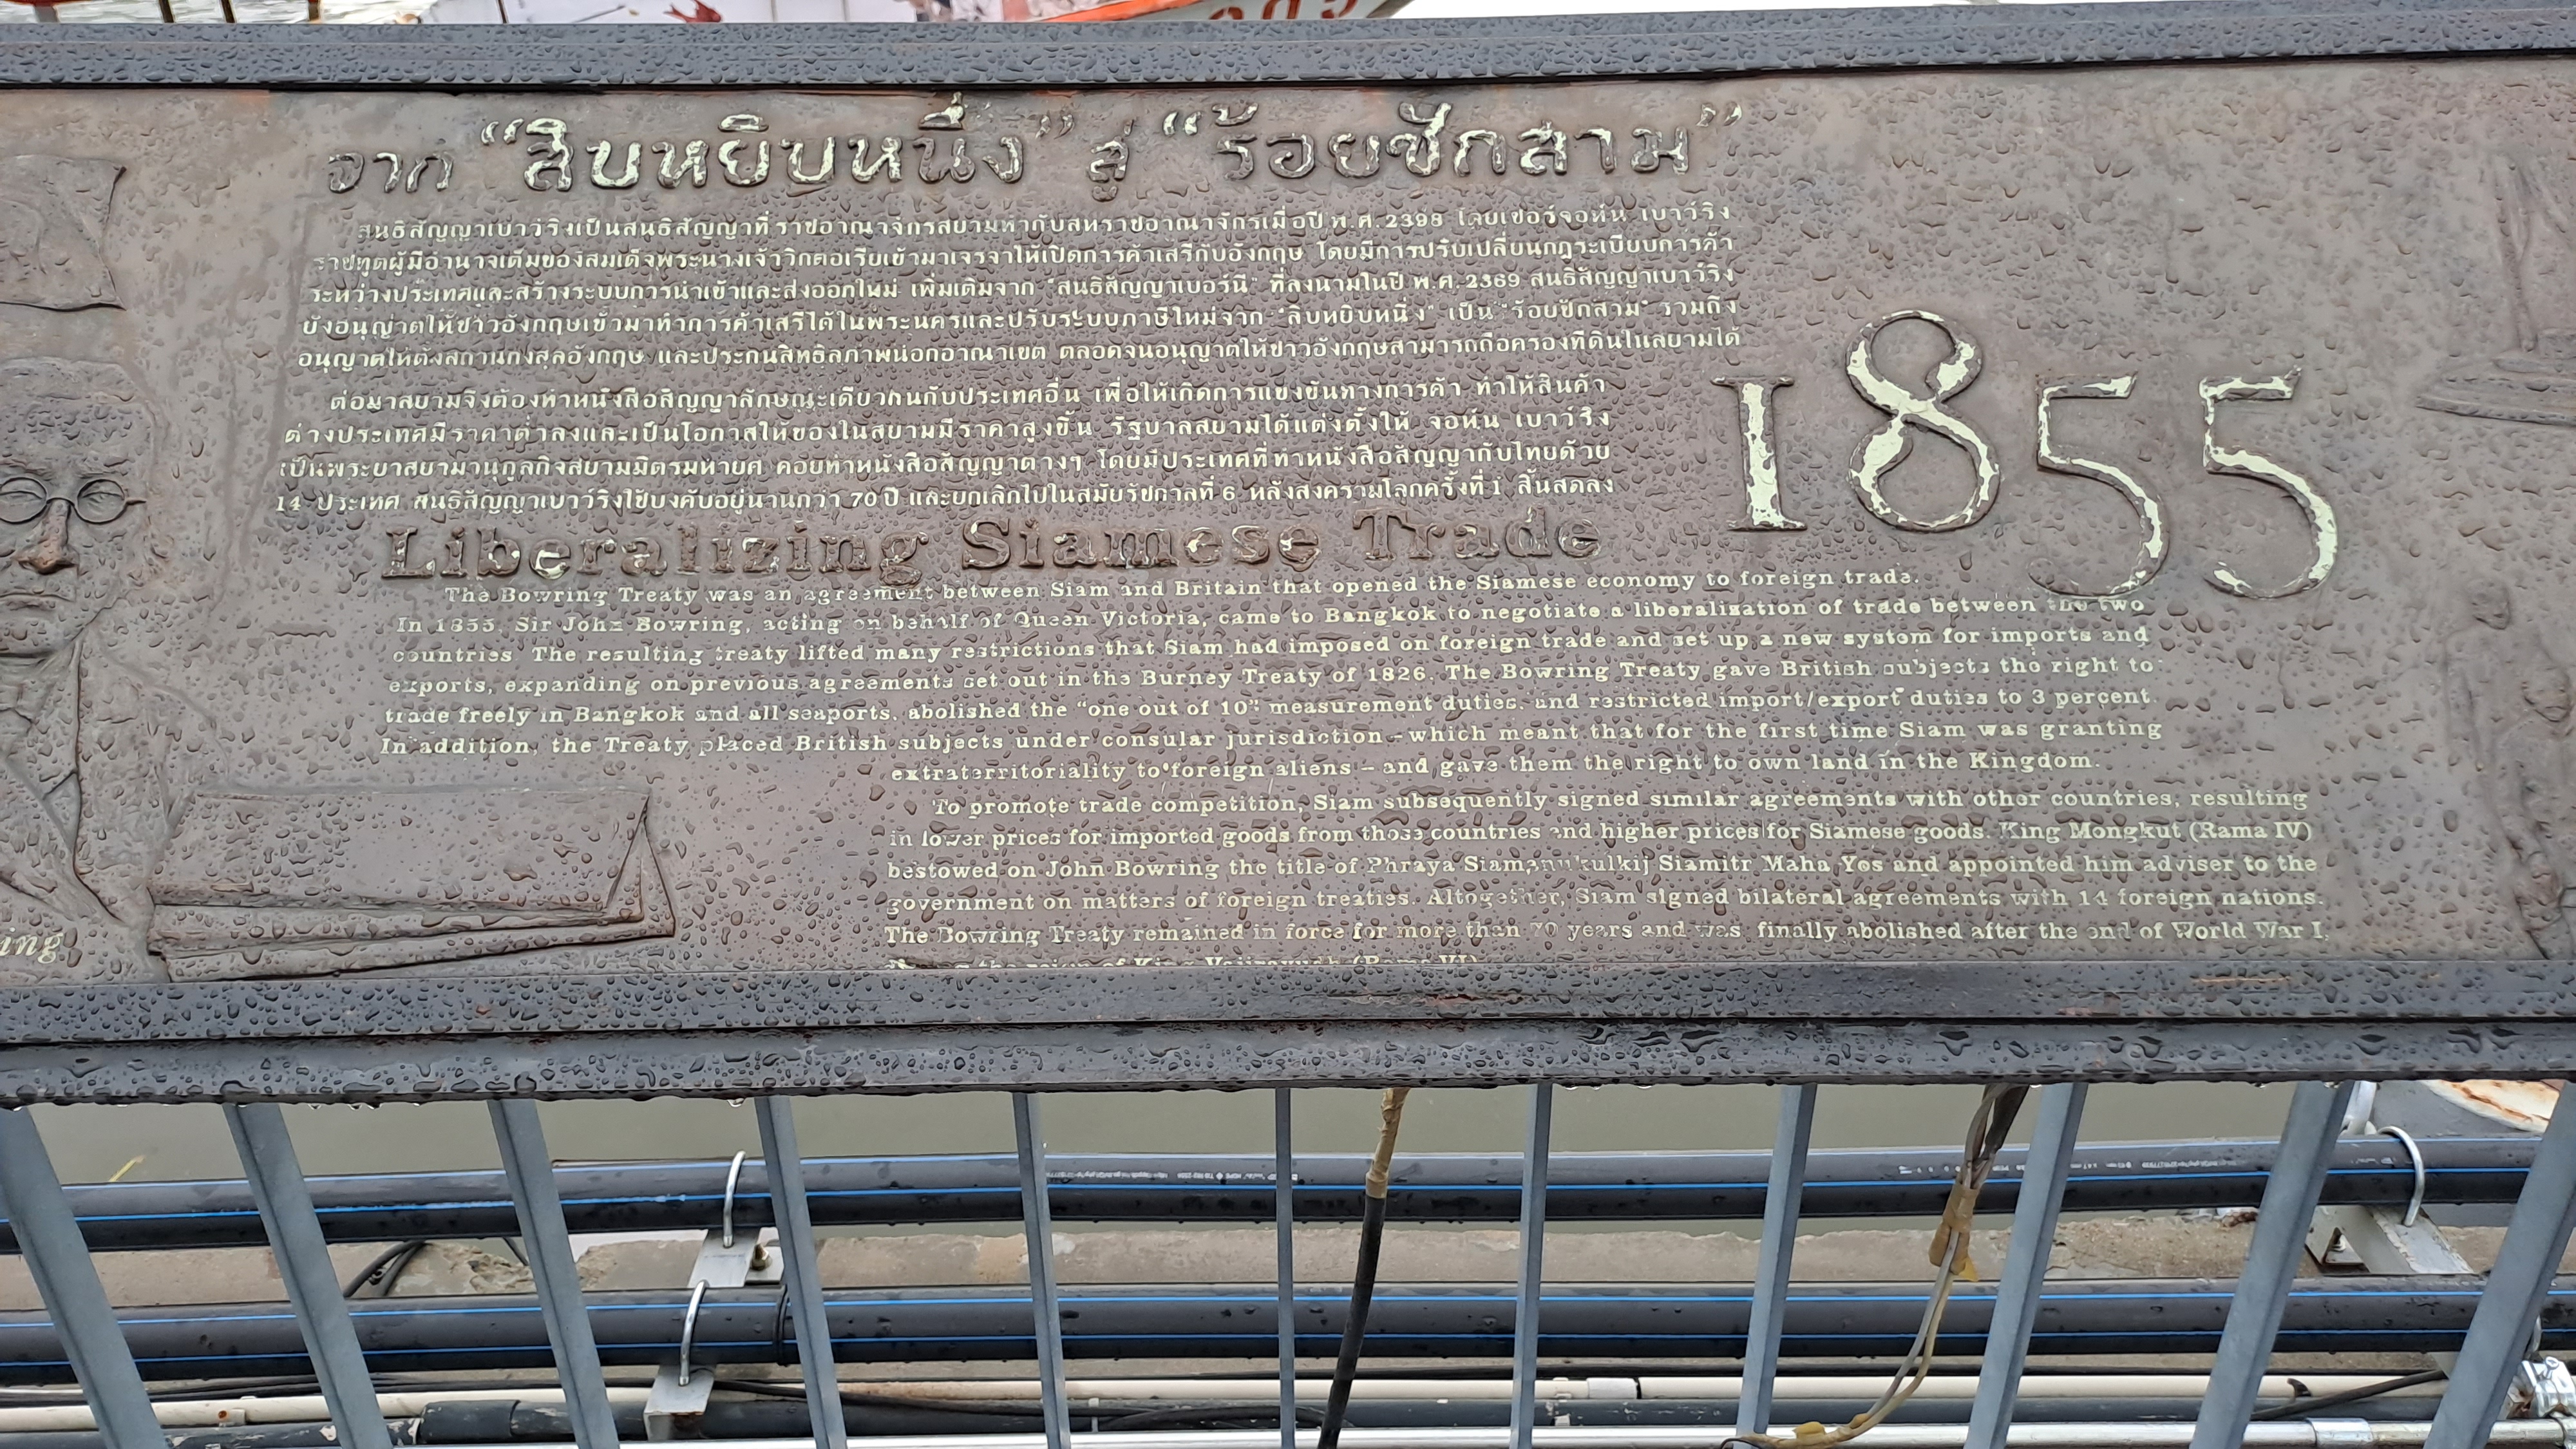 จาก “สิบหยิบหนึ่ง” สู่ “ร้อยชักสาม”
สนธิสัญญาเบาว์ริงเป็นสนธิสัญญาที่ราชอาณาจักรสยามทำกับสหราชอาณาจักรเมื่อปี พ.ศ. 2398 โดยเซอร์จอห์น เบาว์ริง
ราชทูตผู้มีอำนาจเต็มของสมเด็จพระนางเจ้าวิกตอเรียเข้ามาเจรจาให้เปิดการค้าเสรีกับอังกฤษ โดยมีการปรับเปลี่ยนกฎระเบียบการค้า
ระหว่างประเทศและสร้างระบบการนำเข้าและส่งออกใหม่ เพิ่มเติมจาก "สนธิสัญญาเบอร์นี" ที่ลงนามในปี พ.ศ. 2369 สนธิสัญญาเบาว์ริง
ยังอนุญาตให้ชาวอังกฤษเข้ามาทำการค้าเสรีได้ในพระนครและปรับระบบภาษีใหม่จาก "สิบหยิบหนึ่ง" เป็น "ร้อยชักสาม" รวมถึง
อนุญาตให้ตั้งสถานกงสุลอังกฤษ และประกันสิทธิสภาพนอกอาณาเขต ตลอดจนอนุญาตให้ชาวอังกฤษสามารถถือครองที่ดินในสยามได้
ต่อมาสยามจึงต้องทำหนังสือสัญญาลักษณะเดียวกันกับประเทศอื่น เพื่อให้เกิดการแข่งขันทางการค้า ทำให้สินค้า
ต่างประเทศมีราคาต่ำลงและเป็นโอกาสให้ของในสยามมีราคาสูงขึ้น รัฐบาลสยามได้แต่งตั้งให้ จอห์น เบาว์ริง
เป็นพระยาสยามานุกูลกิจสยามมิตรมหายศ คอยทำหนังสือสัญญาต่างๆ โดยมีประเทศที่ทำหนังสือสัญญากับไทยด้วย
14 ประเทศ สนธิสัญญาเบาว์ริงใช้บังคับอยู่นานกว่า 70 ปี และยกเลิกไปในสมัยรัชกาลที่ 6 หลังสงครามโลกครั้งที่ 1 สิ้นสุดลง
1855
Liberalizing Siamese Trade
The Bowring Treaty was an agreement between Siam and Britain that opened the Siamese economy to foreign trade.
In 1855, Sir John Bowring, acting on behalf of Queen Victoria, came to Bangkok to negotiate a liberalization of trade between the two
countries. The resulting treaty lifted many restrictions that Siam had imposed on foreign trade and set up a new system for imports and
exports, expanding on previous agreements set out in the Burney Treaty of 1826. The Bowring Treaty gave British subjects the right to
trade freely in Bangkok and all seaports, abolished the “one out of 10” measurement duties, and restricted import/export duties to 3 percent.
In addition, the Treaty placed British subjects under consular jurisdiction – which meant that for the first time Siam was granting
extraterritoriality to foreign aliens – and gave them the right to own land in the Kingdom.
To promote trade competition, Siam subsequently signed similar agreements with other countries, resulting
in lower prices for imported goods from those countries and higher prices for Siamese goods. King Mongkut (Rama IV)
bestowed on John Bowring the title of Phraya Siamanukulkij Siamitr Maha Yos and appointed him adviser to the
government on matters of foreign treaties. Altogether, Siam signed bilateral agreements with 14 foreign nations.
The Bowring Treaty remained in force for more than 70 years and was finally abolished after the end of World War I,
the reign of King Vajiravudh (Rama VI)
ing